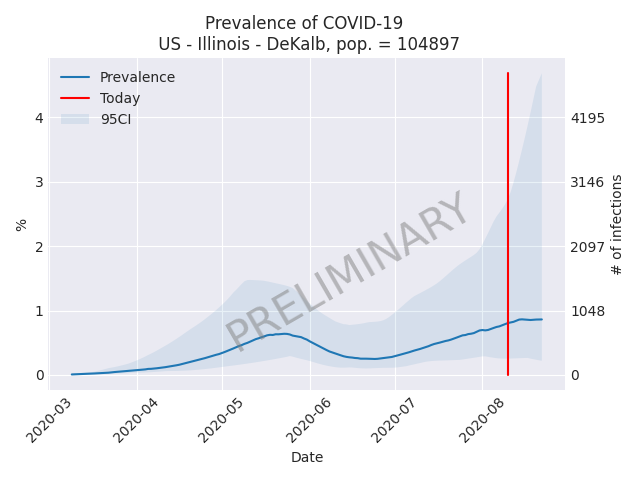 Prevalence of COVID-19
US - Illinois - DeKalb, pop. = 104897
Prevalence
Today
95CI
PRELIMINARY
%
4
3
2
1
0
4195
3146
2097
1048
0
# of infections
2020-03
2020-04
2020-05
2020-06
2020-07
2020-08
Date